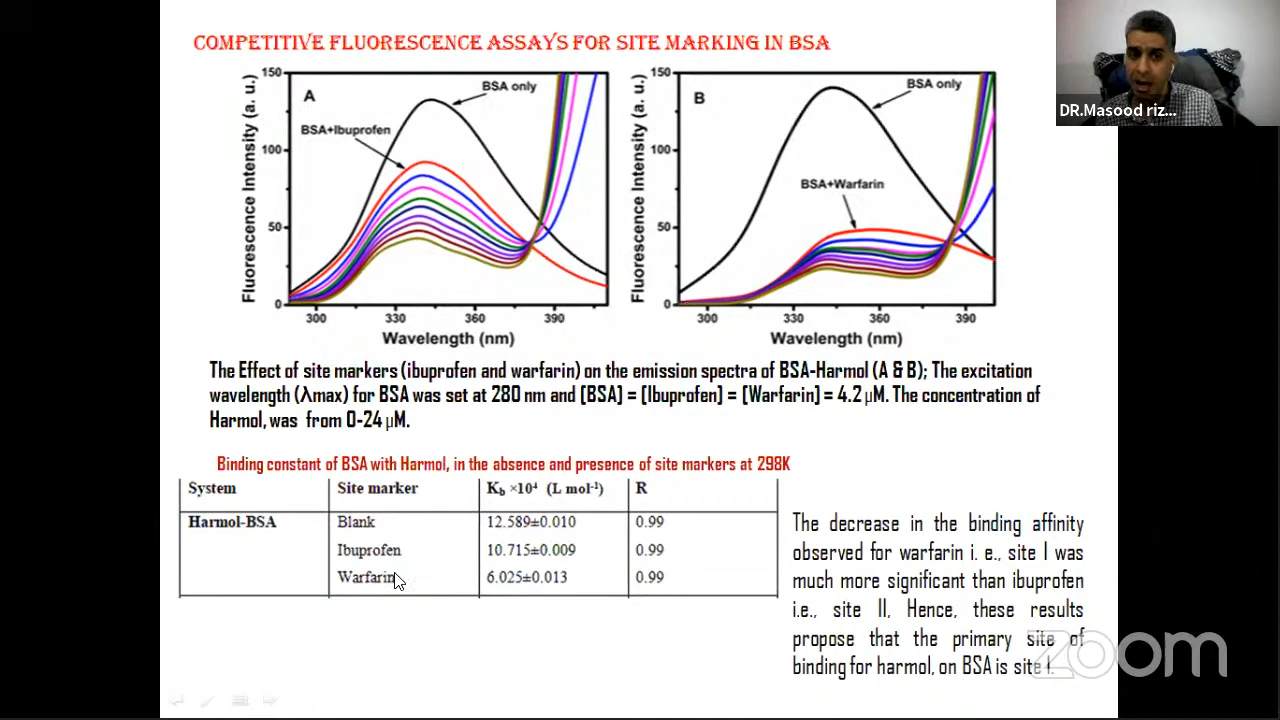 COMPETITIVE FLUORESCENCE ASSAYS FOR SITE MARKING IN BSA
A
BSA only
BSA+Ibuprofen
150
100
50
0
Fluorescence Intensity (a. u.)
300
330
360
390
Wavelength (nm)
B
BSA only
BSA+Warfarin
150
100
50
0
Fluorescence Intensity (a. u.)
300
330
360
390
Wavelength (nm)
DR.Masood riz...
The Effect of site markers (ibuprofen and warfarin) on the emission spectra of BSA-Harmol (A & B); The excitation
wavelength (λmax) for BSA was set at 280 nm and [BSA] = [Ibuprofen] = [Warfarin] = 4.2 µM. The concentration of
Harmol, was from 0-24 µM.
Binding constant of BSA with Harmol, in the absence and presence of site markers at 298K
System Site marker K_b ×10⁴ (L mol⁻¹) R
Harmol-BSA Blank 12.589±0.010 0.99
Ibuprofen 10.715±0.009 0.99
Warfarin 6.025±0.013 0.99
The decrease in the binding affinity
observed for warfarin i. e., site I was
much more significant than ibuprofen
i.e., site II. Hence, these results
propose that the primary site of
binding for harmol, on BSA is site I.
zoom